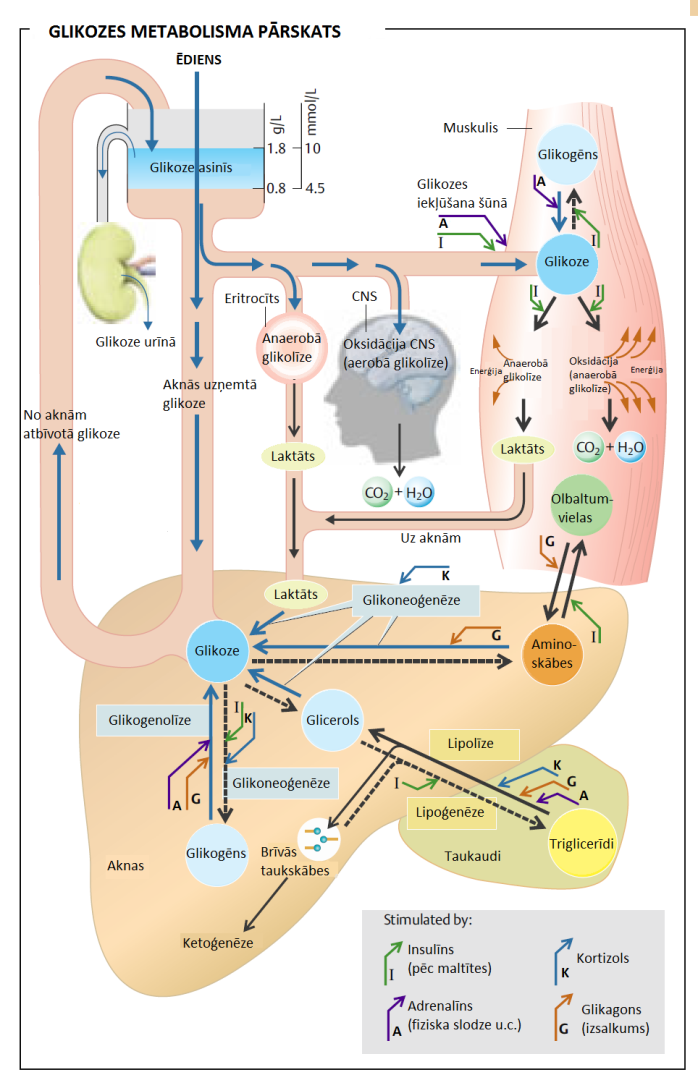 GLIKOZES METABOLISMA PĀRSKATS
ĒDIENS
g/L
mmol/L
1.8
10
Glikoze asinīs
0.8
4.5
Muskulis
Glikogēns
A
Glikozes
iekļūšana šūnā
A
I
I
Glikoze
I
I
Glikoze urīnā
Eritrocīts
CNS
Anaerobā
glikolīze
Oksidācija CNS
(aerobā glikolīze)
Enerģija
Anaerobā
glikolīze
Oksidācija
(anaerobā
glikolīze)
Enerģija
Aknās uzņemtā
glikoze
No aknām
atbīvotā glikoze
Laktāts
Laktāts
CO₂ + H₂O
CO₂ + H₂O
Olbaltum-
vielas
Uz aknām
G
K
Laktāts
Glikoneoģenēze
G
I
Glikoze
Amino-
skābes
Glikogenolīze
I
K
Glicerols
Lipolīze
K
G
A
Glikoneoģenēze
I
A
G
Lipoģenēze
Glikogēns
Brīvās
taukskābes
Taukaudi
Triglicerīdi
Aknas
Ketoģenēze
Stimulated by:
I
Insulīns
(pēc maltītes)
K
Kortizols
A
Adrenalīns
(fiziska slodze u.c.)
G
Glikagons
(izsalkums)